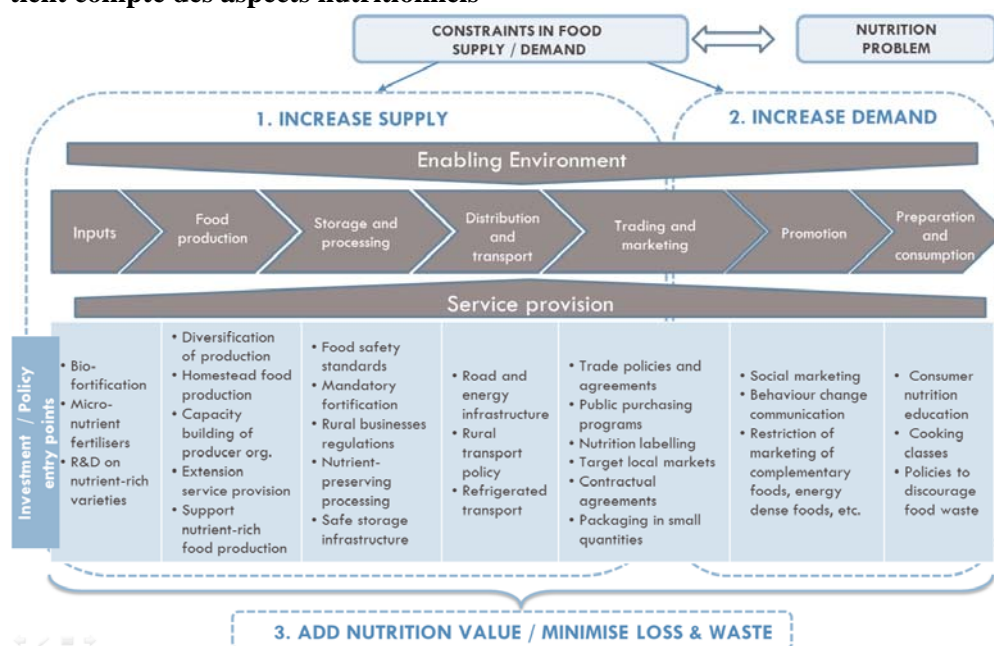 tient compte des aspects nutritionnels
CONSTRAINTS IN FOOD
SUPPLY / DEMAND
NUTRITION
PROBLEM
1. INCREASE SUPPLY
2. INCREASE DEMAND
Enabling Environment
Inputs
Food
production
Storage and
processing
Distribution
and
transport
Trading and
marketing
Promotion
Preparation
and
consumption
Service provision
Investment / Policy
entry points
• Bio-
fortification
• Micro-
nutrient
fertilisers
• R&D on
nutrient-rich
varieties
• Diversification
of production
• Homestead food
production
• Capacity
building of
producer org.
• Extension
service provision
• Support
nutrient-rich
food production
• Food safety
standards
• Mandatory
fortification
• Rural businesses
regulations
• Nutrient-
preserving
processing
• Safe storage
infrastructure
• Road and
energy
infrastructure
• Rural
transport
policy
• Refrigerated
transport
• Trade policies and
agreements
• Public purchasing
programs
• Nutrition labelling
• Target local markets
• Contractual
agreements
• Packaging in small
quantities
• Social marketing
• Behaviour change
communication
• Restriction of
marketing of
complementary
foods, energy
dense foods, etc.
• Consumer
nutrition
education
• Cooking
classes
• Policies to
discourage
food waste
3. ADD NUTRITION VALUE / MINIMISE LOSS & WASTE